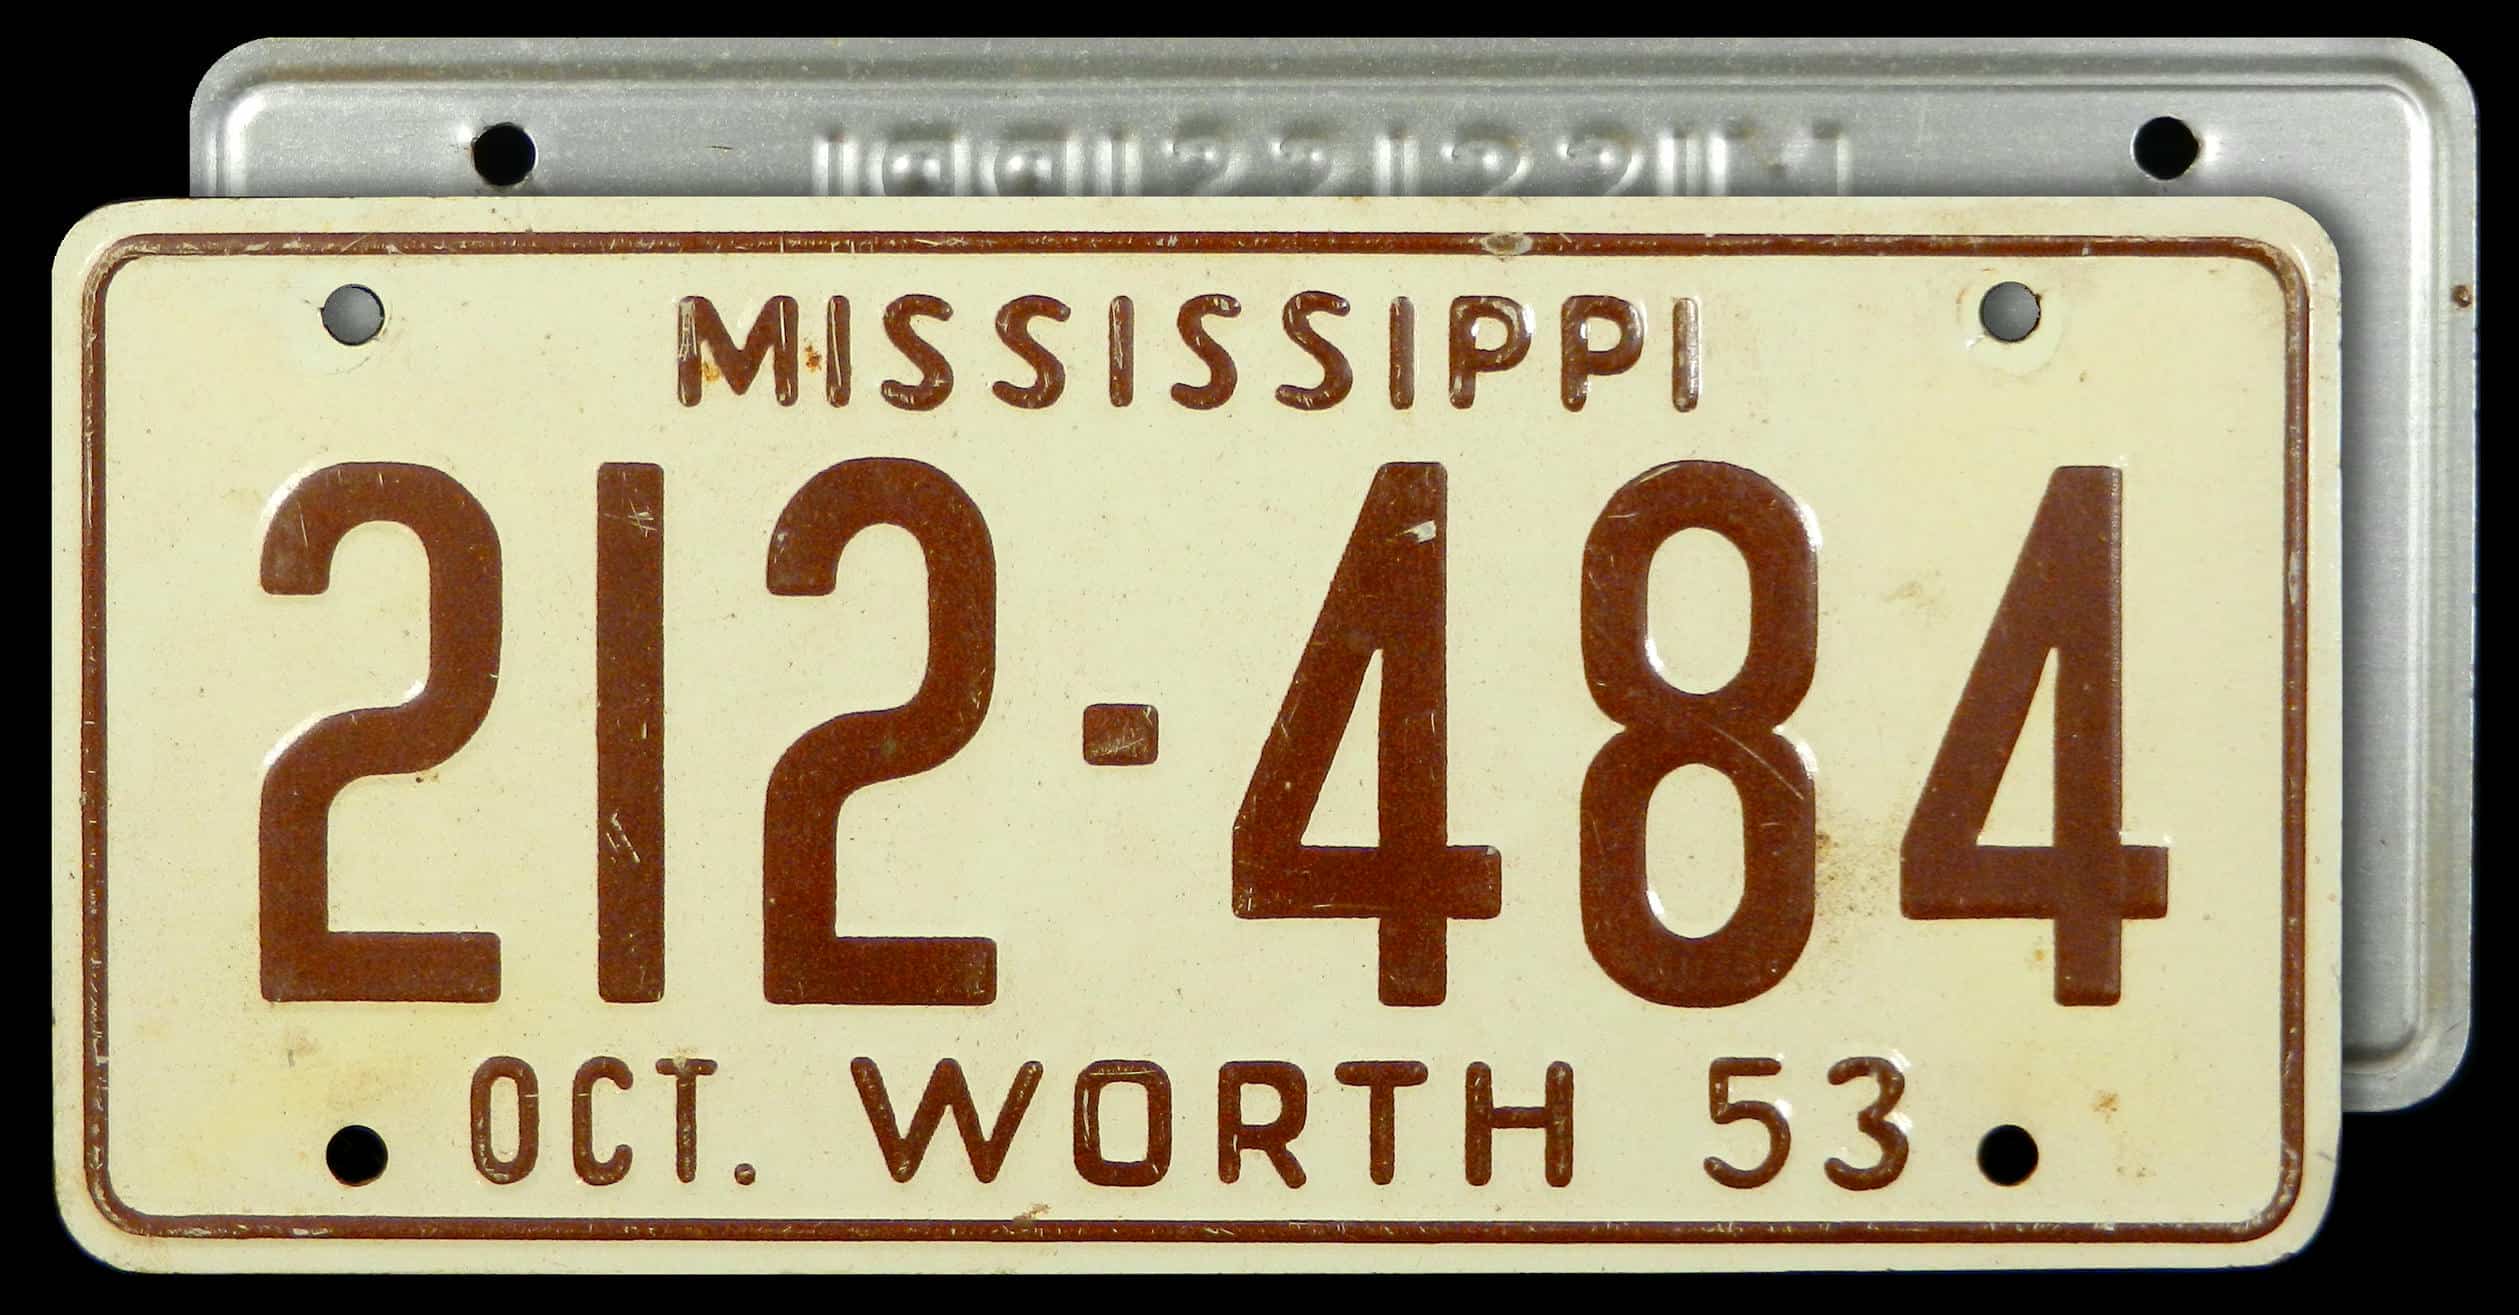 MISSISSIPPI
212-484
OCT. WORTH 53